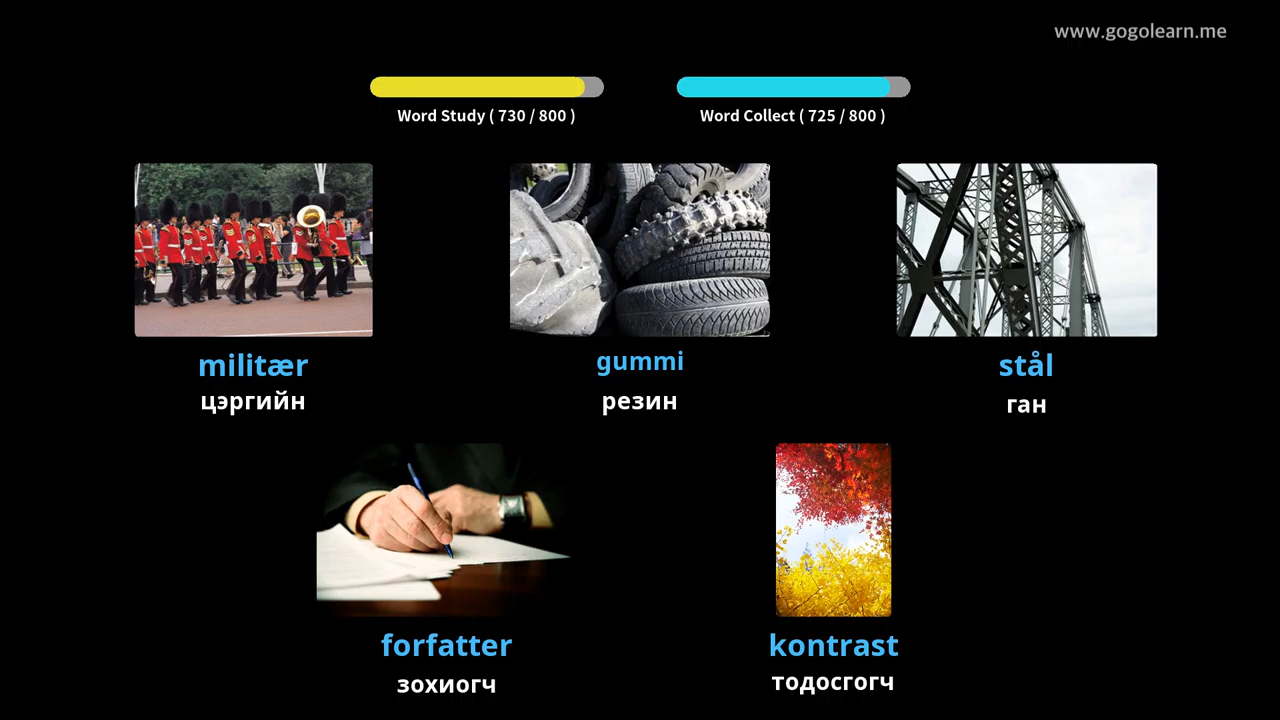 www.gogolearn.me
Word Study ( 730 / 800 )
Word Collect ( 725 / 800 )
militær
цэргийн
gummi
резин
stål
ган
forfatter
зохиогч
kontrast
тодосгогч